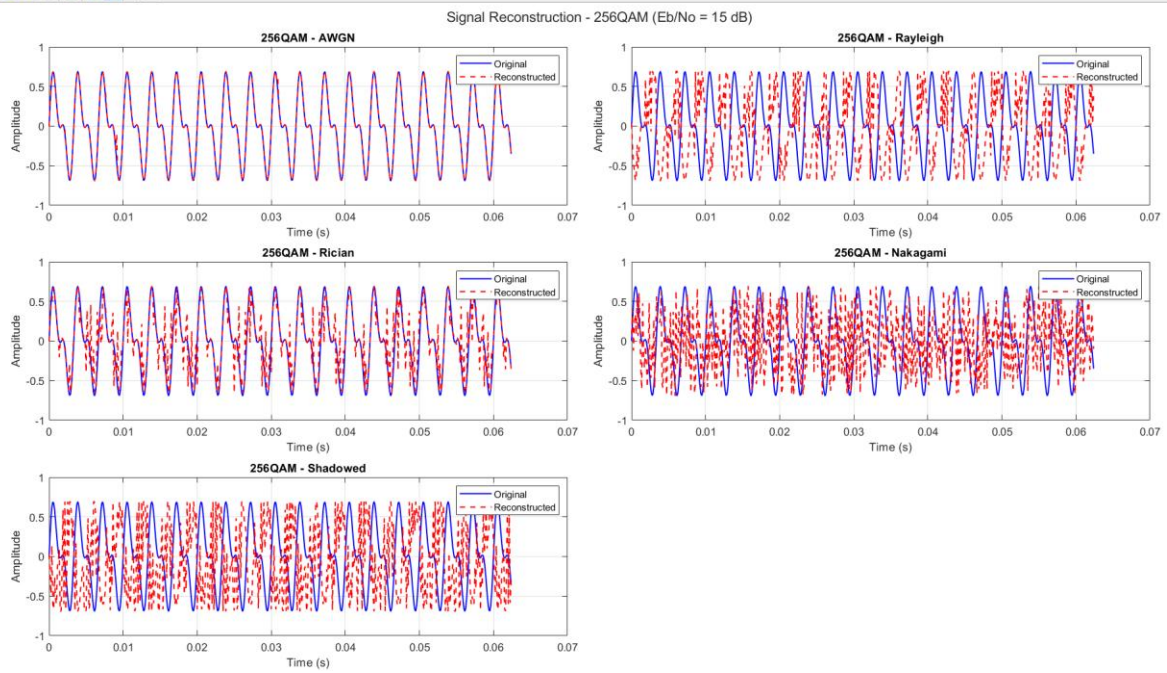 Signal Reconstruction - 256QAM (Eb/No = 15 dB)
256QAM - AWGN
1
0.5
0
-0.5
-1
Amplitude
Original
Reconstructed
0 0.01 0.02 0.03 0.04 0.05 0.06 0.07
Time (s)
256QAM - Rayleigh
1
0.5
0
-0.5
-1
Amplitude
Original
Reconstructed
0 0.01 0.02 0.03 0.04 0.05 0.06 0.07
Time (s)
256QAM - Rician
1
0.5
0
-0.5
-1
Amplitude
Original
Reconstructed
0 0.01 0.02 0.03 0.04 0.05 0.06 0.07
Time (s)
256QAM - Nakagami
1
0.5
0
-0.5
-1
Amplitude
Original
Reconstructed
0 0.01 0.02 0.03 0.04 0.05 0.06 0.07
Time (s)
256QAM - Shadowed
1
0.5
0
-0.5
-1
Amplitude
Original
Reconstructed
0 0.01 0.02 0.03 0.04 0.05 0.06 0.07
Time (s)